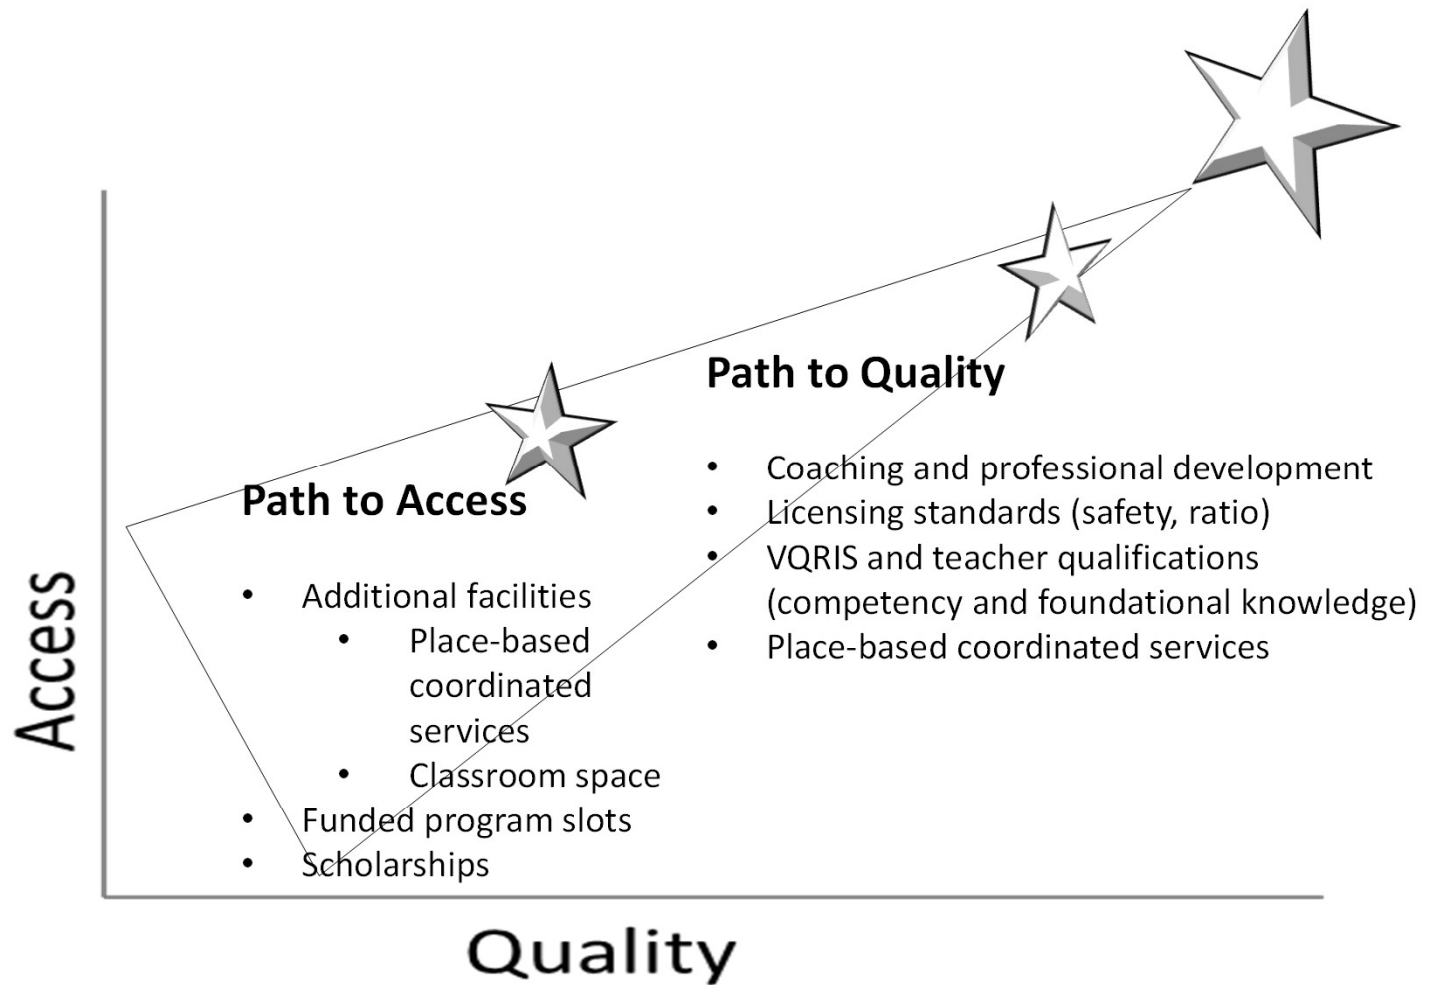 Path to Quality
• Coaching and professional development
• Licensing standards (safety, ratio)
• VQRIS and teacher qualifications
(competency and foundational knowledge)
• Place-based coordinated services
Path to Access
• Additional facilities
• Place-based
coordinated
services
• Classroom space
• Funded program slots
• Scholarships
Access
Quality